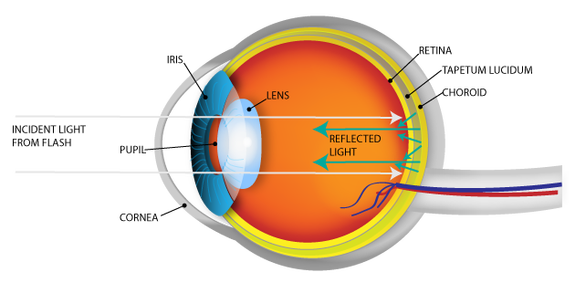 RETINA
IRIS
TAPETUM LUCIDUM
CHOROID
LENS
INCIDENT LIGHT
FROM FLASH
REFLECTED
LIGHT
PUPIL
CORNEA